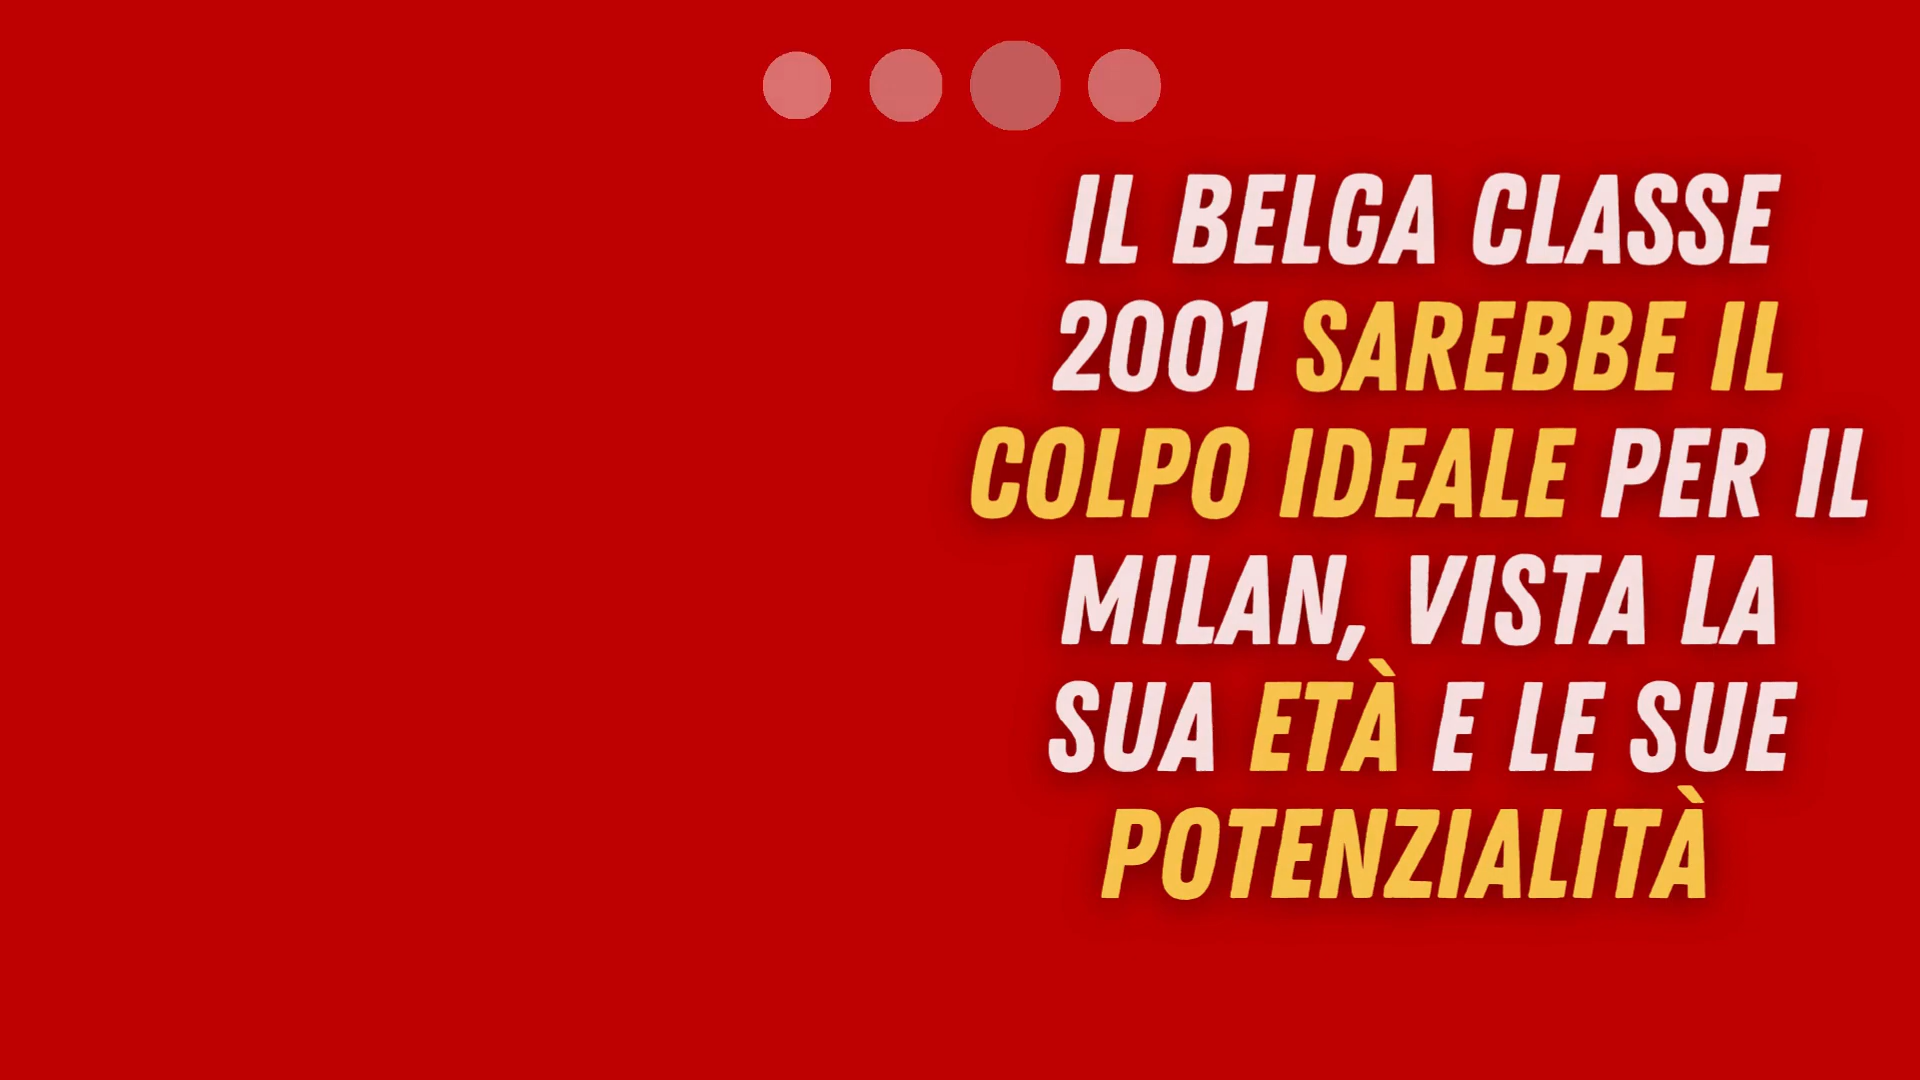 IL BELGA CLASSE
2001 SAREBBE IL
COLPO IDEALE PER IL
MILAN, VISTA LA
SUA ETÀ E LE SUE
POTENZIALITÀ